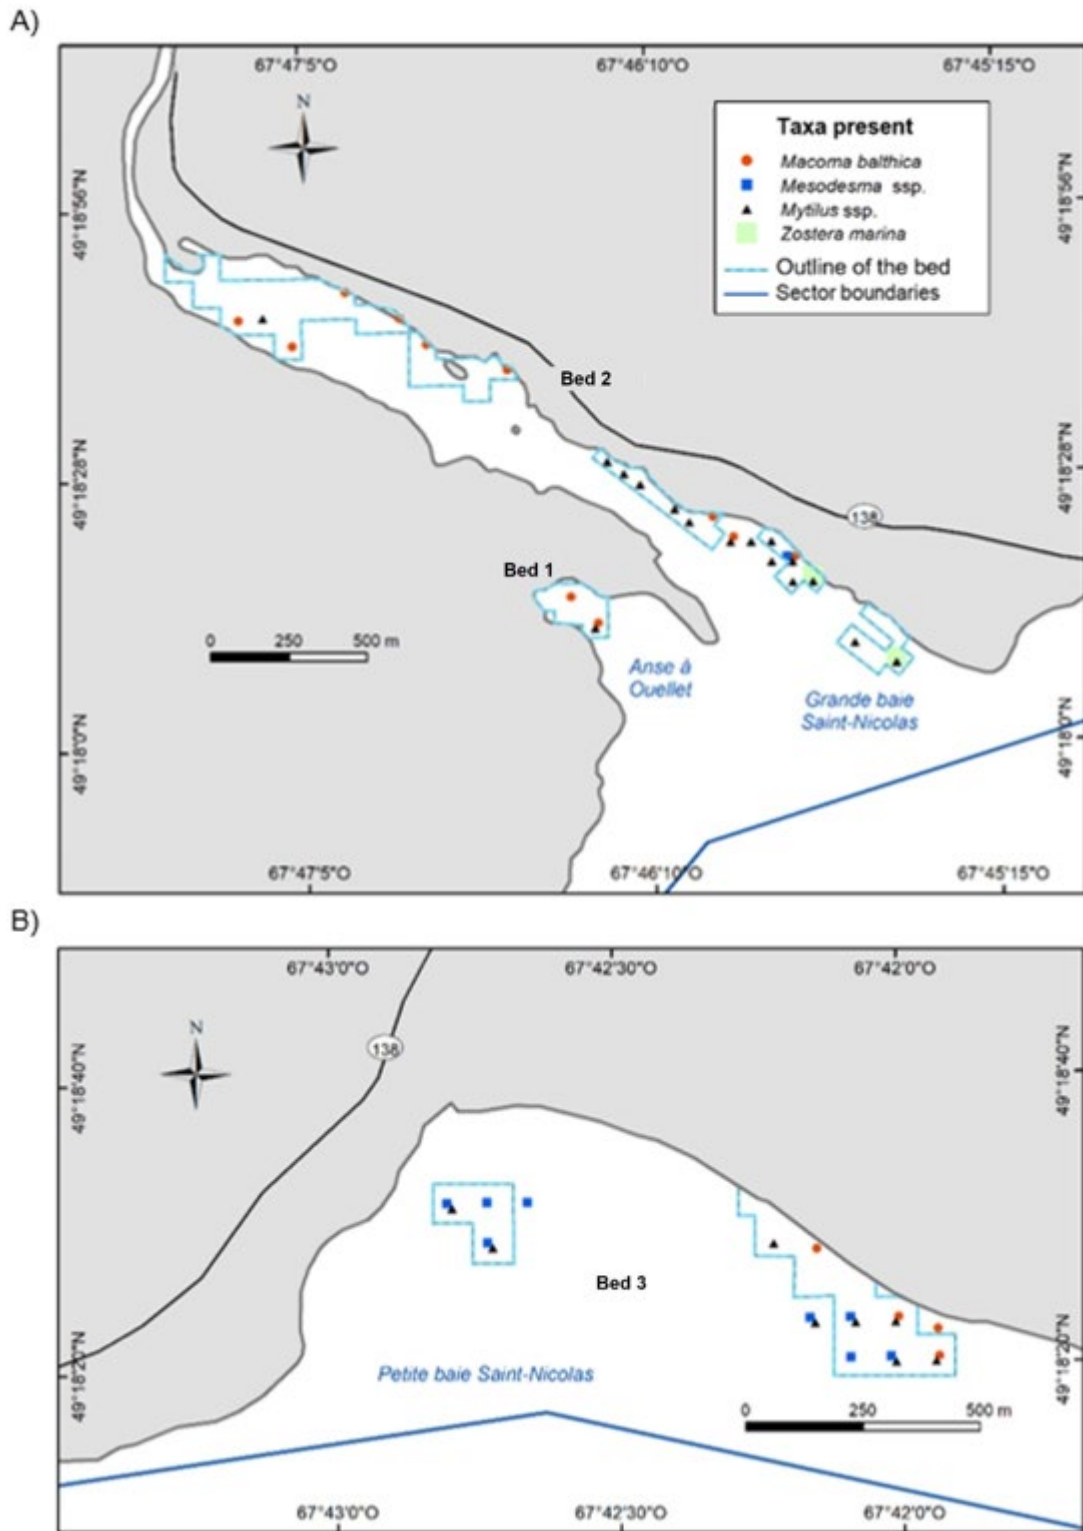 A)
67°47'5"O 67°46'10"O 67°45'15"O
N
Taxa present
Macoma balthica
Mesodesma ssp.
Mytilus ssp.
Zostera marina
Outline of the bed
Sector boundaries
49°18'56"N 49°18'56"N
Bed 2
49°18'28"N 49°18'28"N
138
Bed 1
0 250 500 m
Anse à
Ouellet
Grande baie
Saint-Nicolas
49°18'0"N 49°18'0"N
67°47'5"O 67°46'10"O 67°45'15"O
B)
67°43'0"O 67°42'30"O 67°42'0"O
N
138
49°18'40"N 49°18'40"N
Bed 3
49°18'20"N 49°18'20"N
Petite baie Saint-Nicolas
0 250 500 m
67°43'0"O 67°42'30"O 67°42'0"O